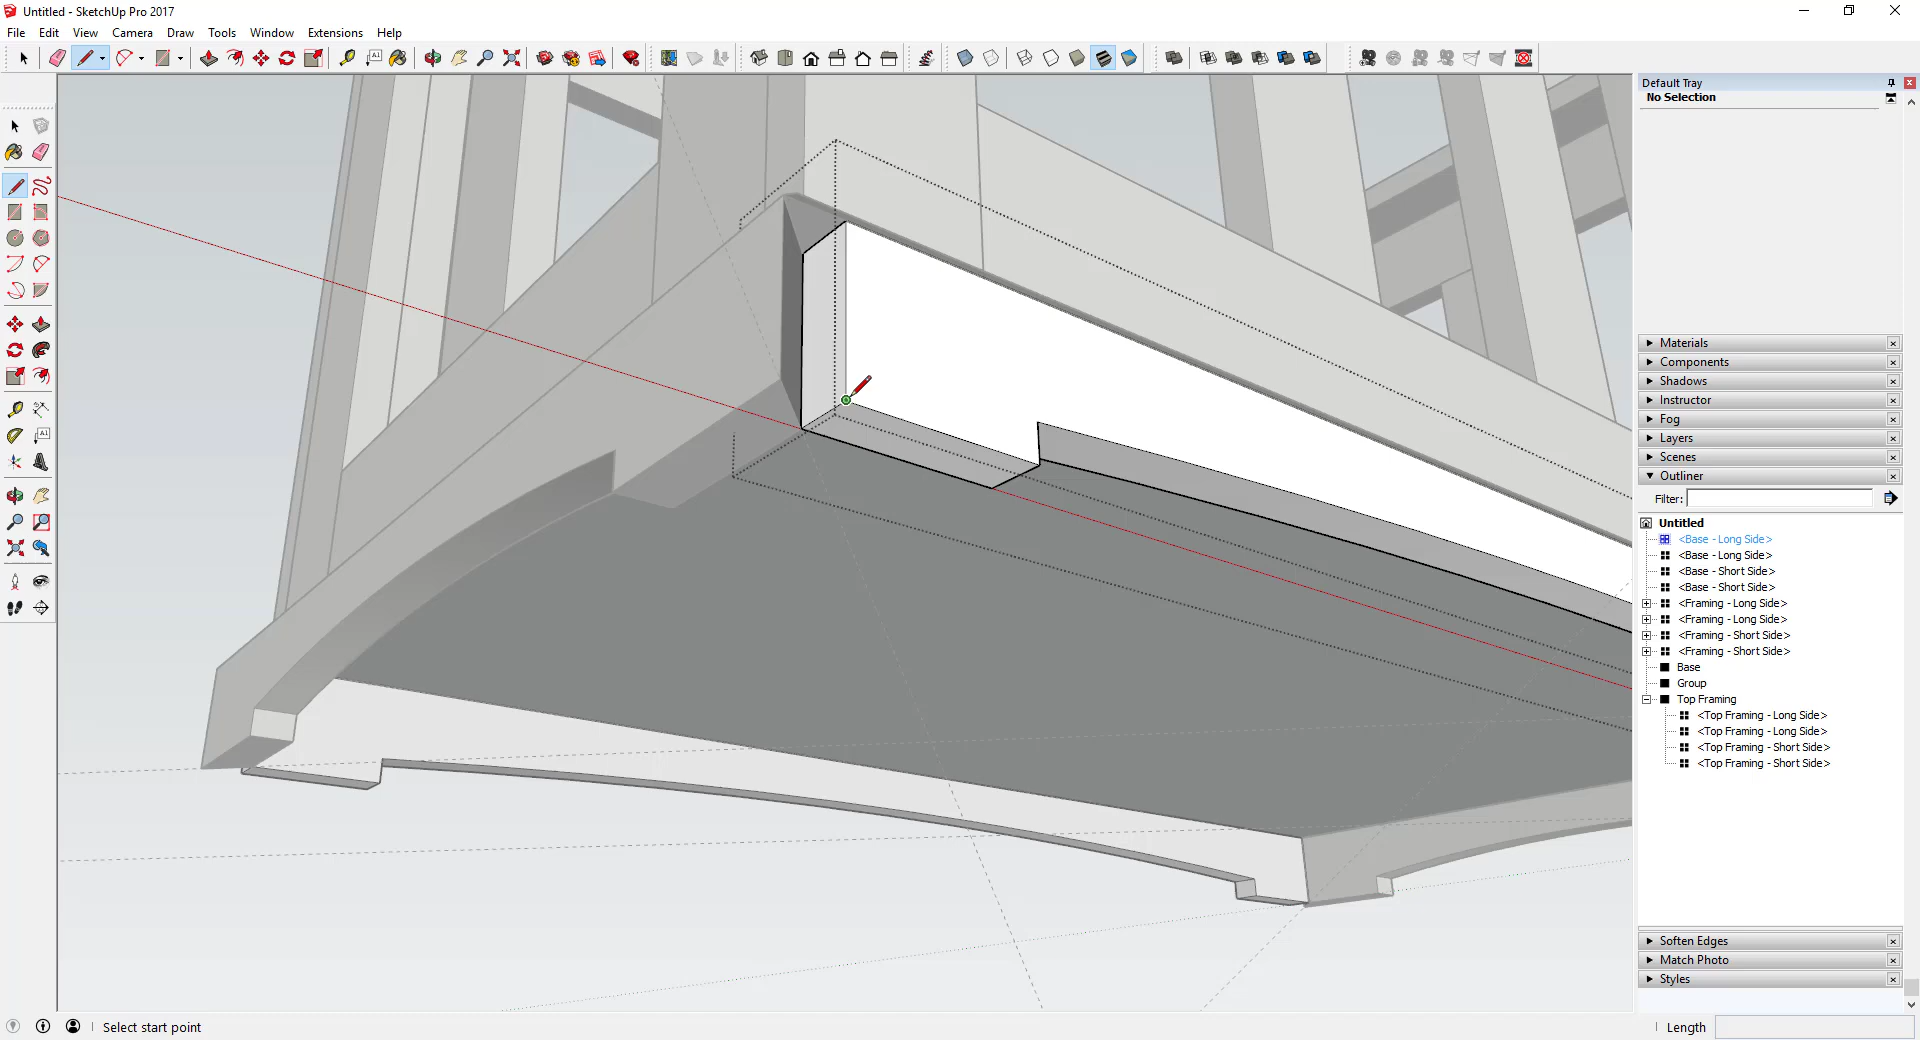 Untitled - SketchUp Pro 2017
File Edit View Camera Draw Tools Window Extensions Help
Default Tray
No Selection
Materials
Components
Shadows
Instructor
Fog
Layers
Scenes
Outliner
Filter:
Untitled
<Base - Long Side>
<Base - Long Side>
<Base - Short Side>
<Base - Short Side>
<Framing - Long Side>
<Framing - Long Side>
<Framing - Short Side>
<Framing - Short Side>
Base
Group
Top Framing
<Top Framing - Long Side>
<Top Framing - Long Side>
<Top Framing - Short Side>
<Top Framing - Short Side>
Soften Edges
Match Photo
Styles
Select start point
Length